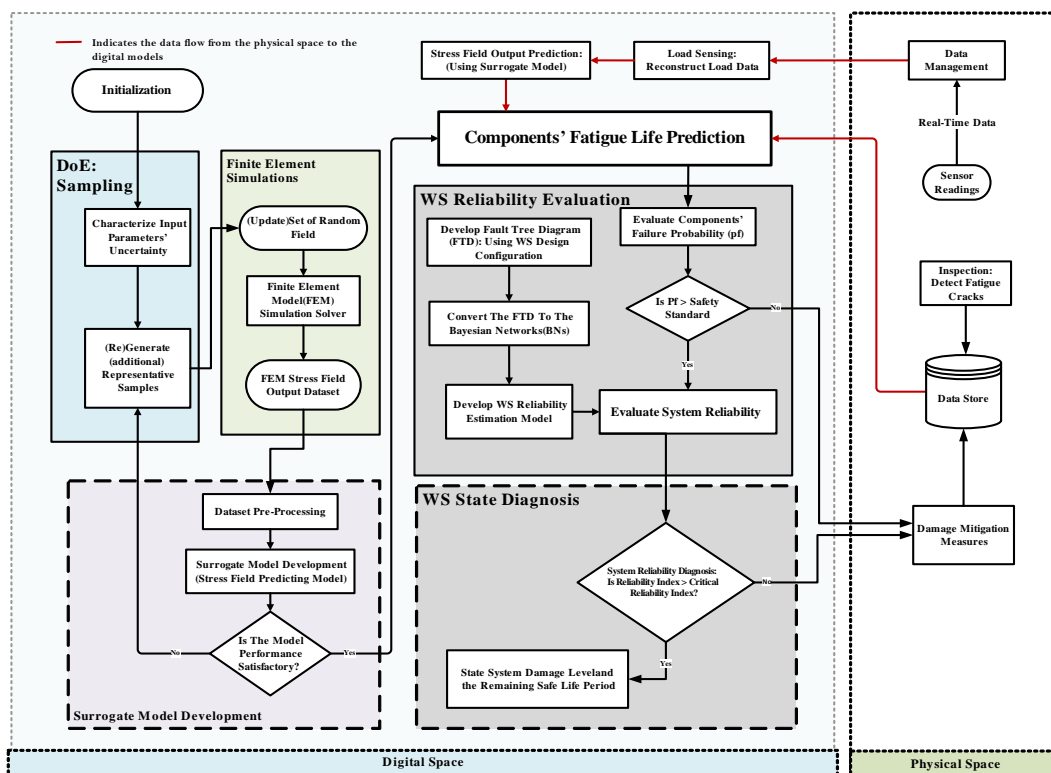 Indicates the data flow from the physical space to the
digital models
Initialization
DoE:
Sampling
Characterize Input
Parameters'
Uncertainty
(Re)Generate
(additional)
Representative
Samples
Finite Element
Simulations
(Update)Set of Random
Field
Finite Element
Model(FEM)
Simulation Solver
FEM Stress Field
Output Dataset
Dataset Pre-Processing
Surrogate Model Development
(Stress Field Predicting Model)
Is The Model
Performance
Satisfactory?
No
Yes
Surrogate Model Development
Stress Field Output Prediction:
(Using Surrogate Model)
Load Sensing:
Reconstruct Load Data
Components' Fatigue Life Prediction
WS Reliability Evaluation
Develop Fault Tree Diagram
(FTD): Using WS Design
Configuration
Convert The FTD To The
Bayesian Networks(BNs)
Develop WS Reliability
Estimation Model
Evaluate Components'
Failure Probability (pf)
Is Pf > Safety
Standard
No
Yes
Evaluate System Reliability
WS State Diagnosis
System Reliability Diagnosis:
Is Reliability Index > Critical
Reliability Index?
No
Yes
State System Damage Leveland
the Remaining Safe Life Period
Data
Management
Real-Time Data
Sensor
Readings
Inspection:
Detect Fatigue
Cracks
Data Store
Damage Mitigation
Measures
Digital Space
Physical Space